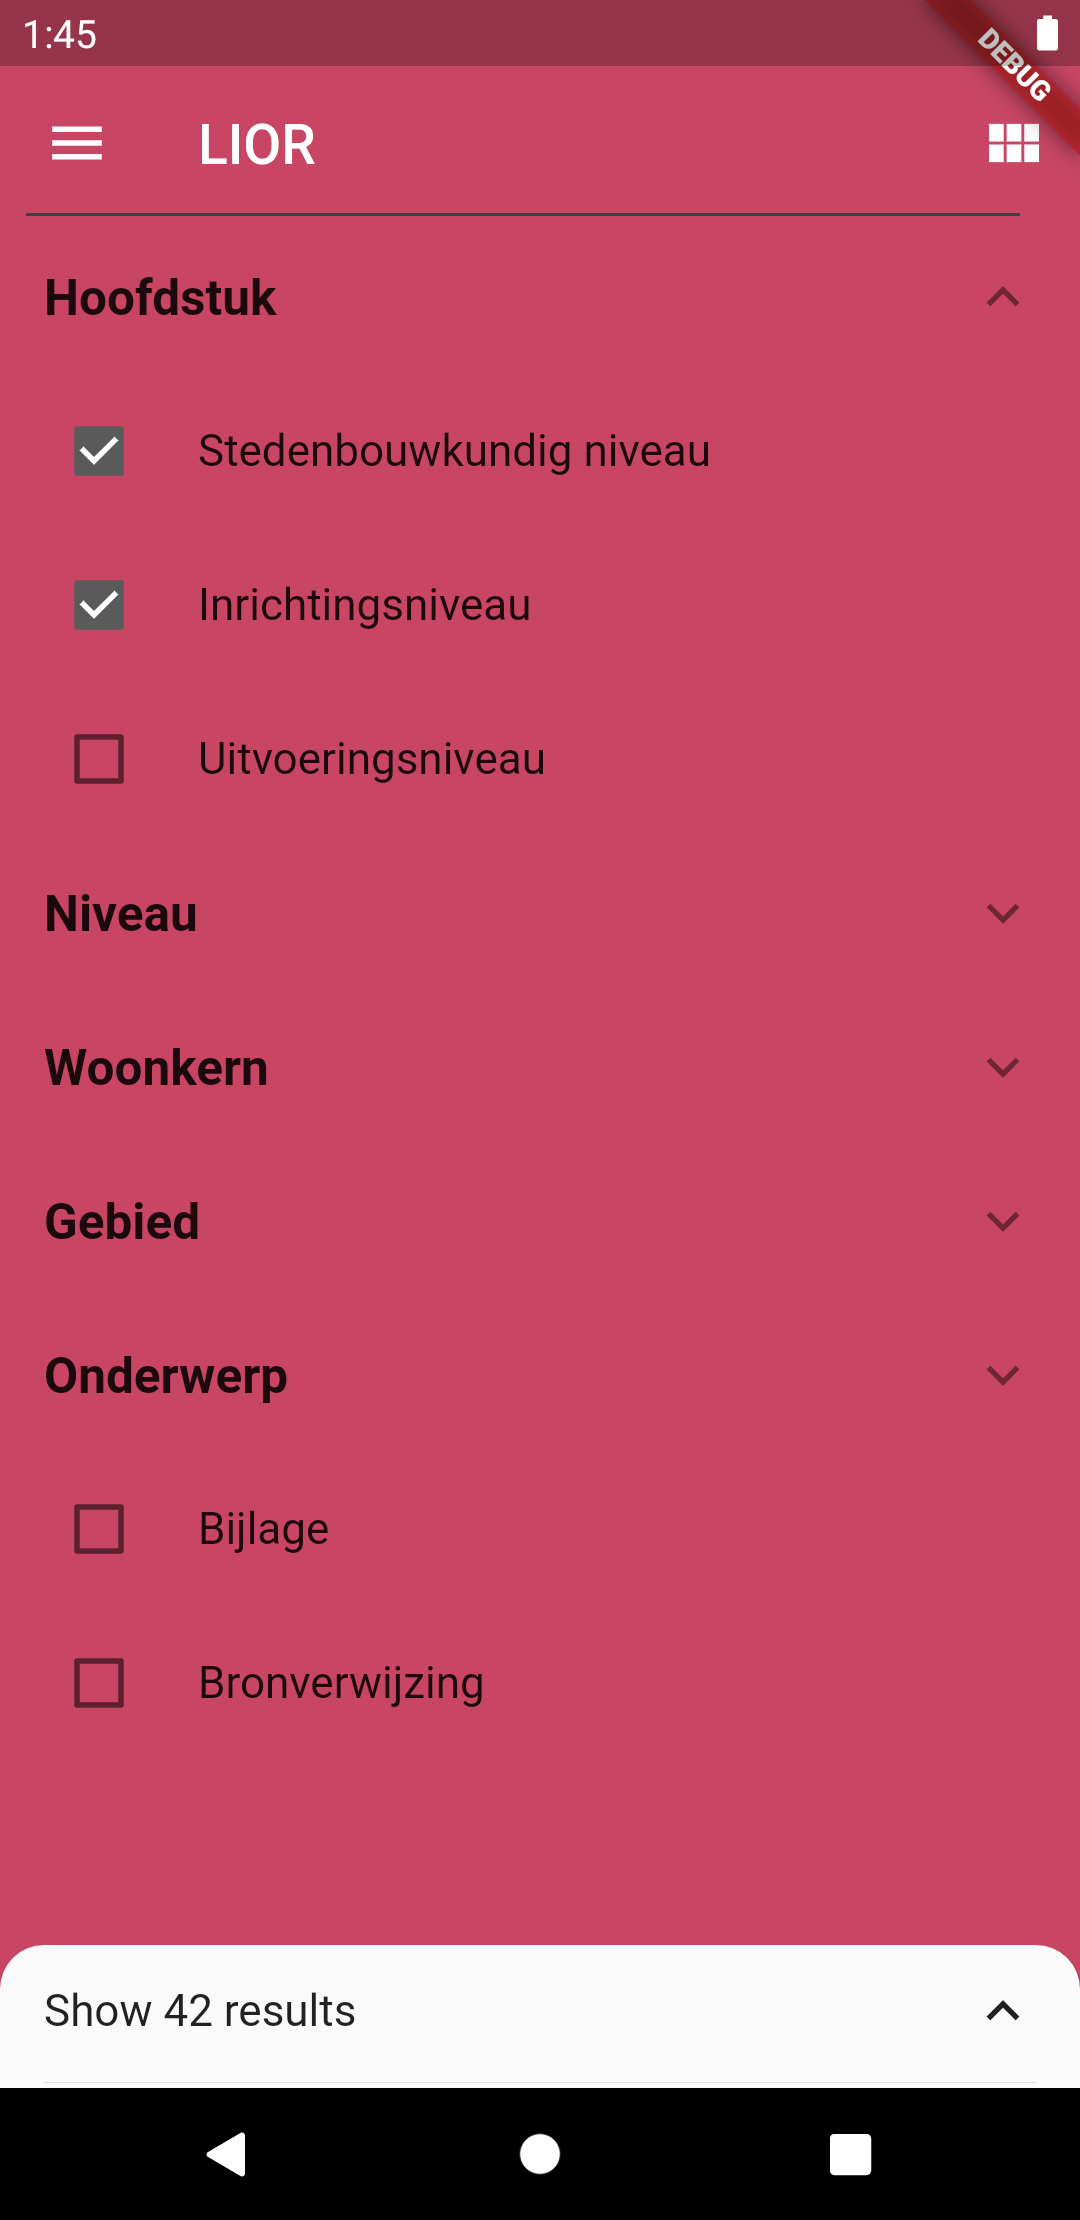 1:45
DEBUG
LIOR
Hoofdstuk
Stedenbouwkundig niveau
Inrichtingsniveau
Uitvoeringsniveau
Niveau
Woonkern
Gebied
Onderwerp
Bijlage
Bronverwijzing
Show 42 results